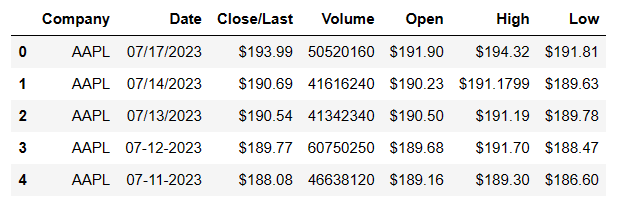 Company Date Close/Last Volume Open High Low
0 AAPL 07/17/2023 $193.99 50520160 $191.90 $194.32 $191.81
1 AAPL 07/14/2023 $190.69 41616240 $190.23 $191.1799 $189.63
2 AAPL 07/13/2023 $190.54 41342340 $190.50 $191.19 $189.78
3 AAPL 07-12-2023 $189.77 60750250 $189.68 $191.70 $188.47
4 AAPL 07-11-2023 $188.08 46638120 $189.16 $189.30 $186.60